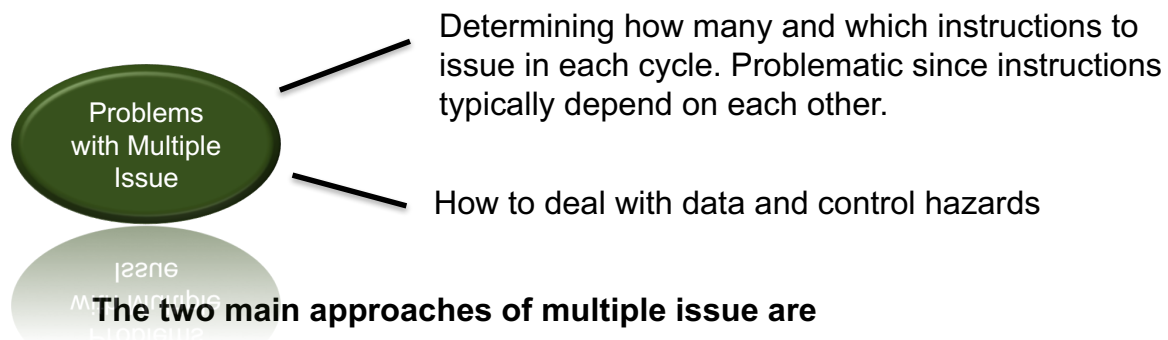 Determining how many and which instructions to
issue in each cycle. Problematic since instructions
typically depend on each other.
Problems
with Multiple
Issue
How to deal with data and control hazards
The two main approaches of multiple issue are